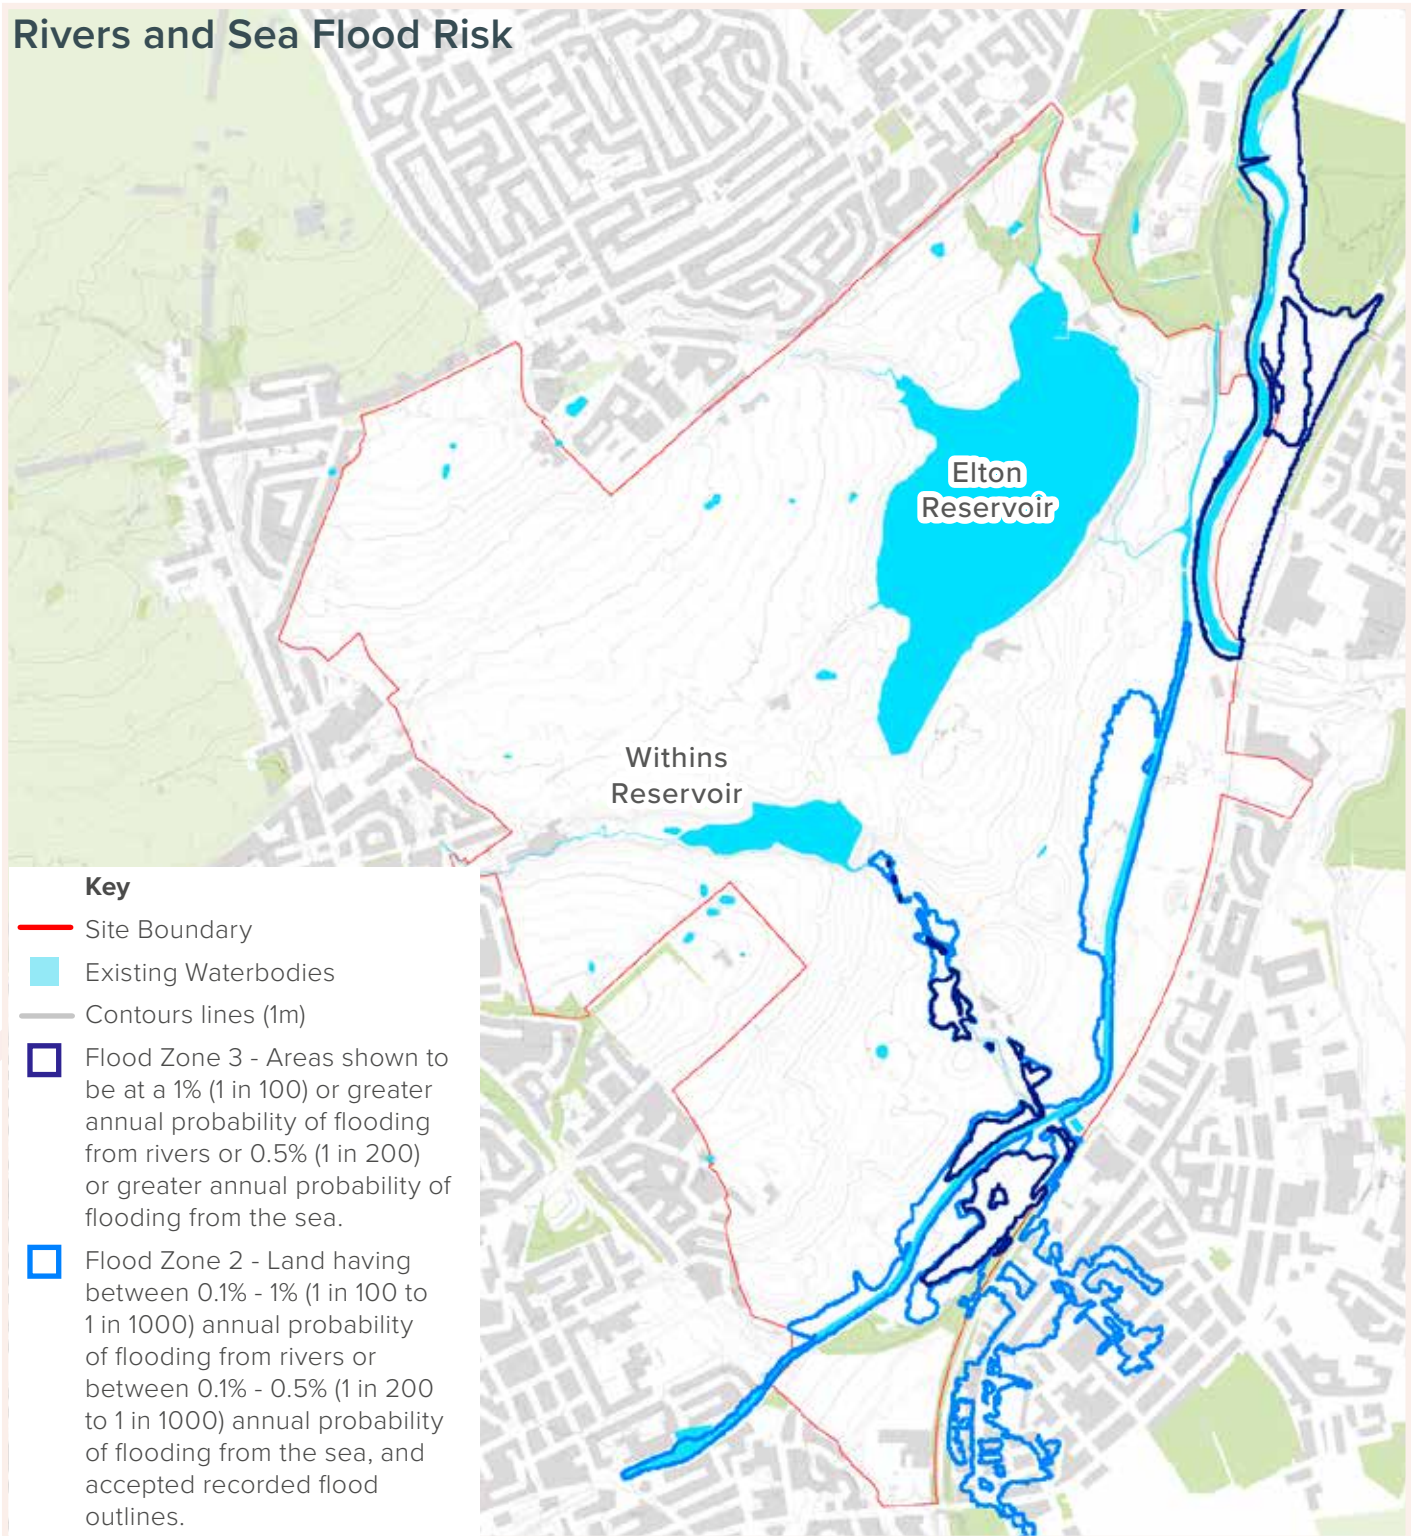 Rivers and Sea Flood Risk
Elton
Reservoir
Withins
Reservoir
Key
Site Boundary
Existing Waterbodies
Contours lines (1m)
Flood Zone 3 - Areas shown to
be at a 1% (1 in 100) or greater
annual probability of flooding
from rivers or 0.5% (1 in 200)
or greater annual probability of
flooding from the sea.
Flood Zone 2 - Land having
between 0.1% - 1% (1 in 100 to
1 in 1000) annual probability
of flooding from rivers or
between 0.1% - 0.5% (1 in 200
to 1 in 1000) annual probability
of flooding from the sea, and
accepted recorded flood
outlines.